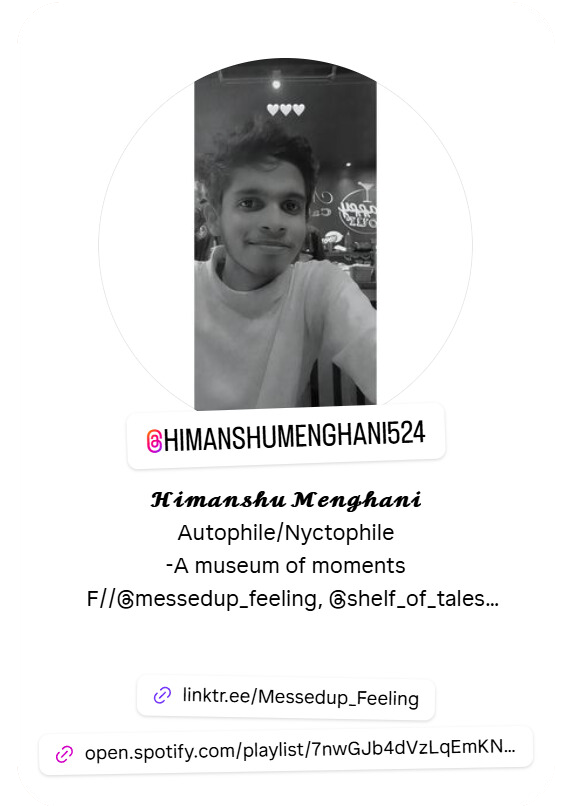 🤍🤍🤍
@HIMANSHUMENGHANI524
𝓗𝓲𝓶𝓪𝓷𝓼𝓱𝓾 𝓜𝓮𝓷𝓰𝓱𝓪𝓷𝓲
Autophile/Nyctophile
-A museum of moments
F//@messedup_feeling, @shelf_of_tales...
linktr.ee/Messedup_Feeling
open.spotify.com/playlist/7nwGJb4dVzLqEmKN...